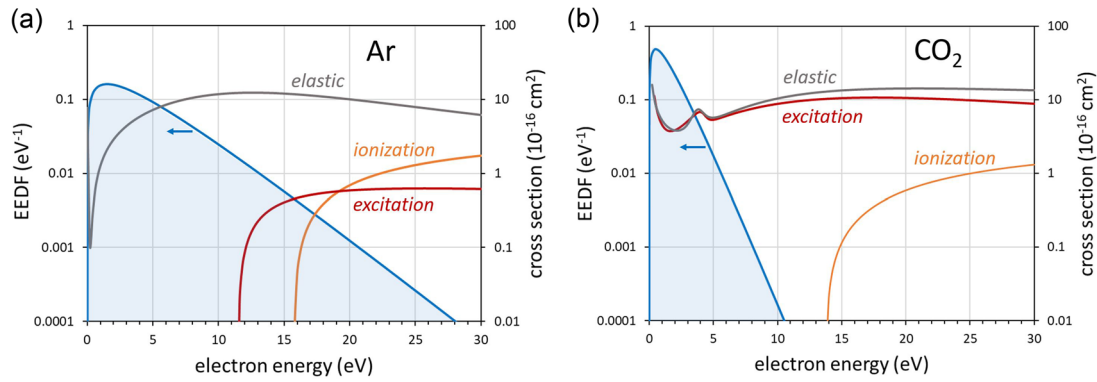 (a)
Ar
EEDF (eV⁻¹)
1
0.1
0.01
0.001
0.0001
elastic
ionization
excitation
100
10
1
0.1
0.01
cross section (10⁻¹⁶ cm²)
0 5 10 15 20 25 30
electron energy (eV)
(b)
CO₂
EEDF (eV⁻¹)
1
0.1
0.01
0.001
0.0001
elastic
excitation
ionization
100
10
1
0.1
0.01
cross section (10⁻¹⁶ cm²)
0 5 10 15 20 25 30
electron energy (eV)